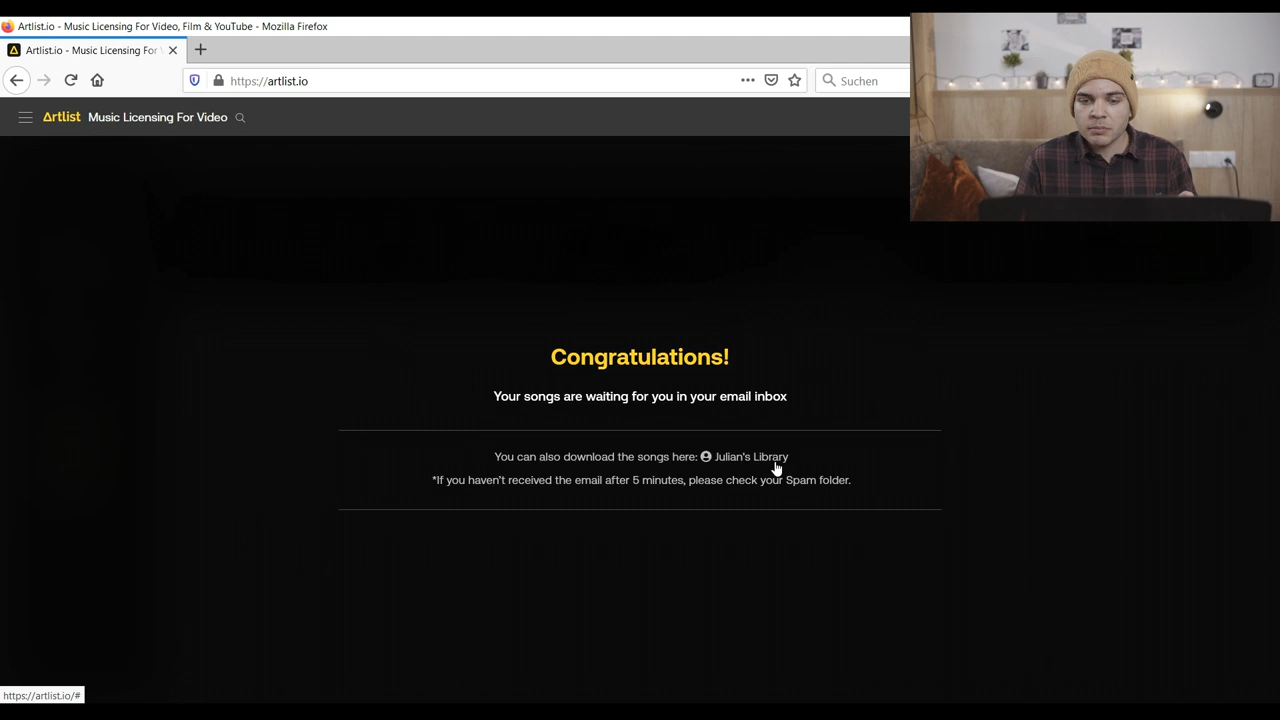 Artlist.io - Music Licensing For Video, Film & YouTube - Mozilla Firefox
Artlist.io - Music Licensing For
https://artlist.io
Suchen
Artlist Music Licensing For Video
Congratulations!
Your songs are waiting for you in your email inbox
You can also download the songs here: Julian's Library
*If you haven't received the email after 5 minutes, please check your Spam folder.
https://artlist.io/#